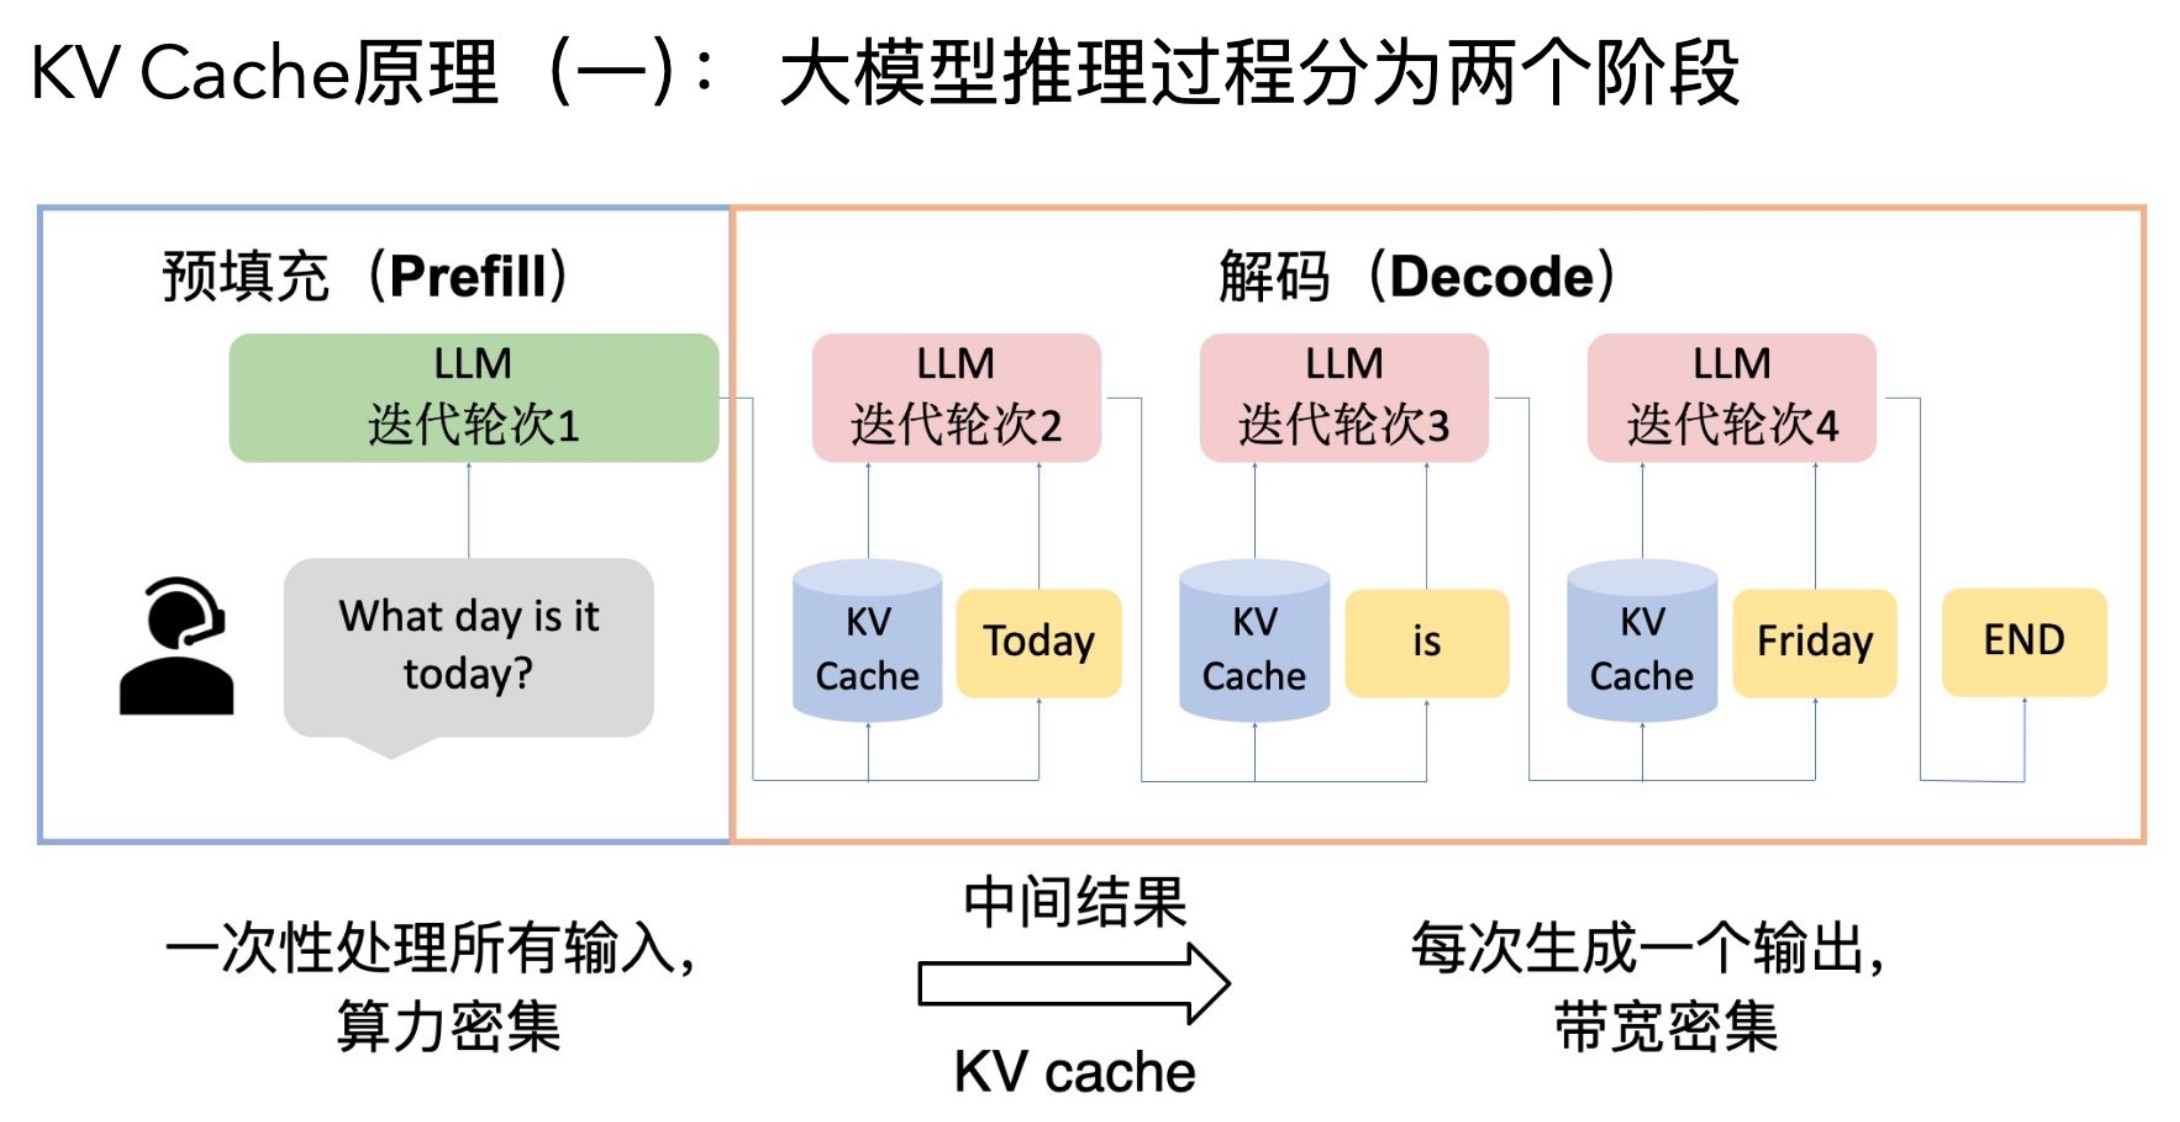 KV Cache原理（一）： 大模型推理过程分为两个阶段
预填充（Prefill）
LLM
迭代轮次1
What day is it
today?
解码（Decode）
LLM
迭代轮次2
KV
Cache
Today
LLM
迭代轮次3
KV
Cache
is
LLM
迭代轮次4
KV
Cache
Friday
END
一次性处理所有输入，
算力密集
中间结果
KV cache
每次生成一个输出，
带宽密集